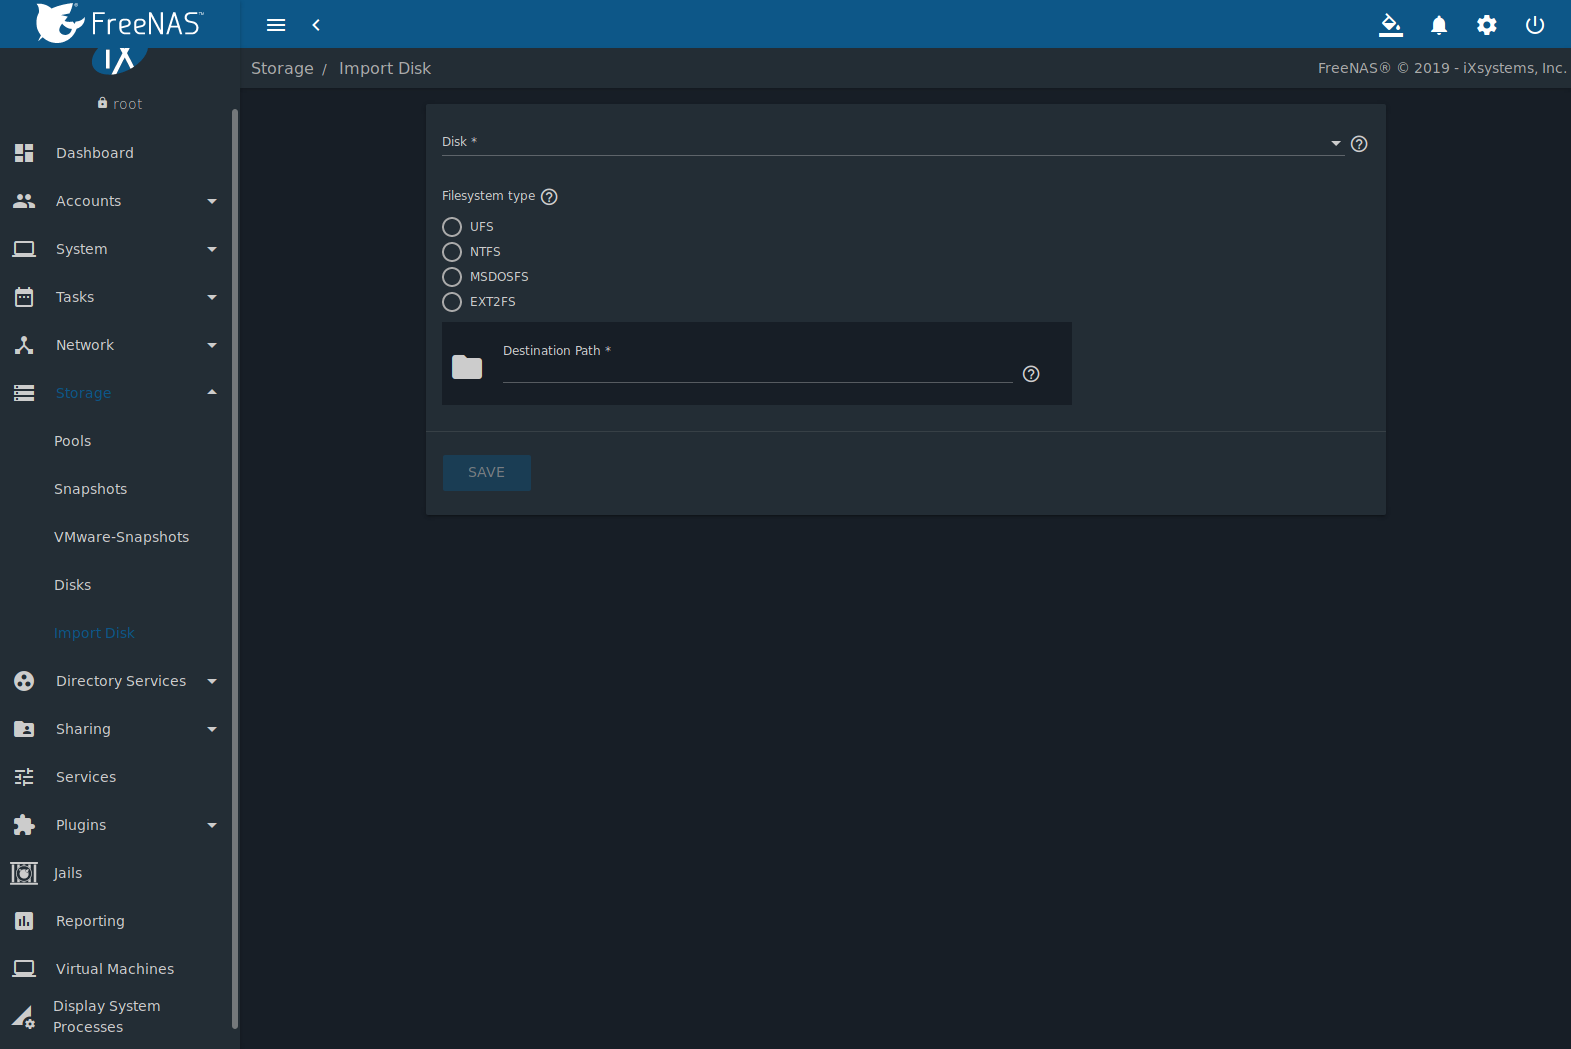 FreeNAS™
iX
root
Dashboard
Accounts
System
Tasks
Network
Storage
Pools
Snapshots
VMware-Snapshots
Disks
Import Disk
Directory Services
Sharing
Services
Plugins
Jails
Reporting
Virtual Machines
Display System
Processes
Storage / Import Disk
FreeNAS® © 2019 - iXsystems, Inc.
Disk *
Filesystem type
UFS
NTFS
MSDOSFS
EXT2FS
Destination Path *
SAVE